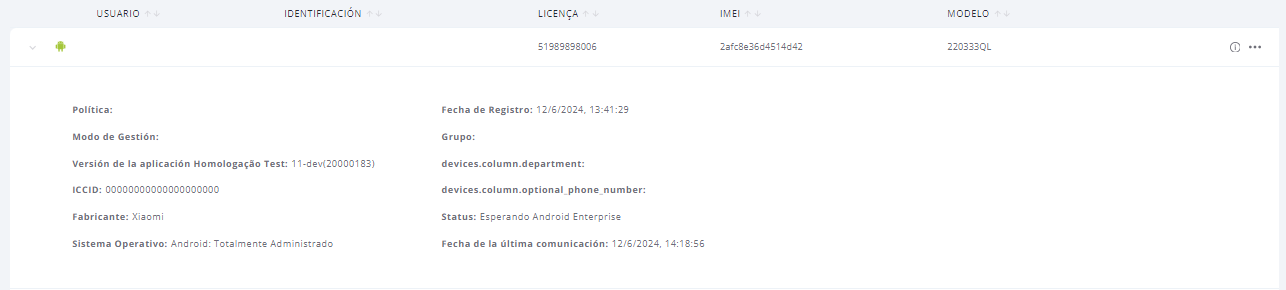 USUARIO ↑↓ IDENTIFICACIÓN ↑↓ LICENÇA ↑↓ IMEI ↑↓ MODELO ↑↓
51989898006 2afc8e36d4514d42 220333QL
Política: Fecha de Registro: 12/6/2024, 13:41:29
Modo de Gestión: Grupo:
Versión de la aplicación Homologação Test: 11-dev(20000183) devices.column.department:
ICCID: 00000000000000000000 devices.column.optional_phone_number:
Fabricante: Xiaomi Status: Esperando Android Enterprise
Sistema Operativo: Android: Totalmente Administrado Fecha de la última comunicación: 12/6/2024, 14:18:56